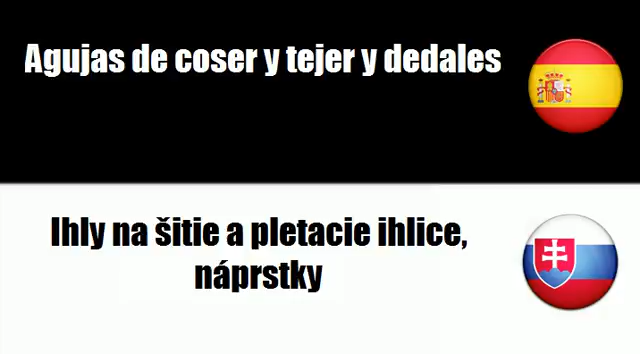 Agujas de coser y tejer y dedales
Ihly na šitie a pletacie ihlice,
náprstky